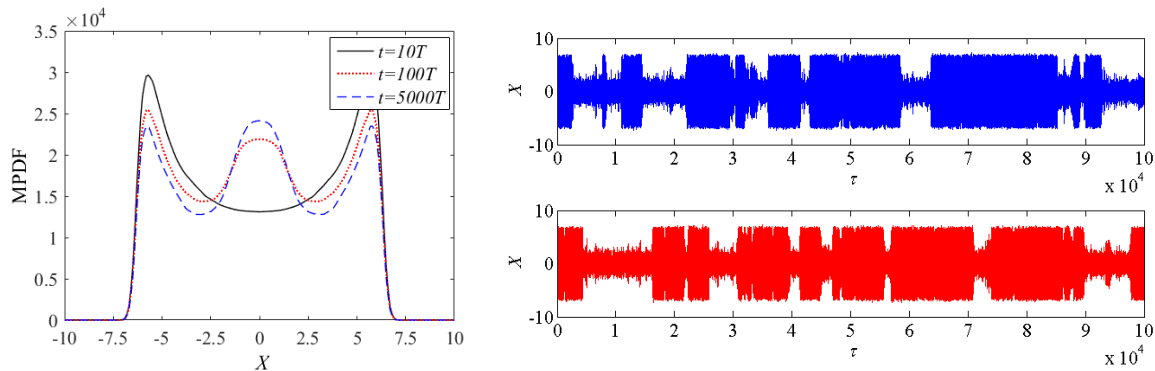 ×10⁴
3.5
3
2.5
2
1.5
1
0.5
0
MPDF
-10 -7.5 -5 -2.5 0 2.5 5 7.5 10
X
t=10T
t=100T
t=5000T
10
0
-10
X
0 1 2 3 4 5 6 7 8 9 10
τ
x 10⁴
10
0
-10
X
0 1 2 3 4 5 6 7 8 9 10
τ
x 10⁴